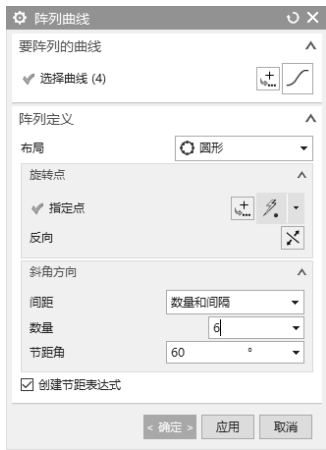 阵列曲线
要阵列的曲线
选择曲线 (4)
阵列定义
布局 圆形
旋转点
指定点
反向
斜角方向
间距 数量和间隔
数量 6
节距角 60 °
创建节距表达式
< 确定 > 应用 取消